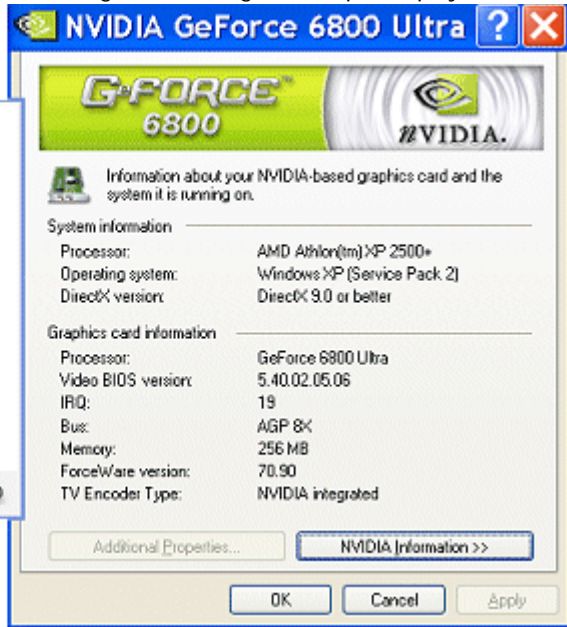 NVIDIA GeForce 6800 Ultra
GEFORCE™
6800
NVIDIA.
Information about your NVIDIA-based graphics card and the
system it is running on.
System information
Processor: AMD Athlon(tm) XP 2500+
Operating system: Windows XP (Service Pack 2)
DirectX version: DirectX 9.0 or better
Graphics card information
Processor: GeForce 6800 Ultra
Video BIOS version: 5.40.02.05.06
IRQ: 19
Bus: AGP 8X
Memory: 256 MB
ForceWare version: 70.90
TV Encoder Type: NVIDIA integrated
Additional Properties... NVIDIA Information >>
OK Cancel Apply